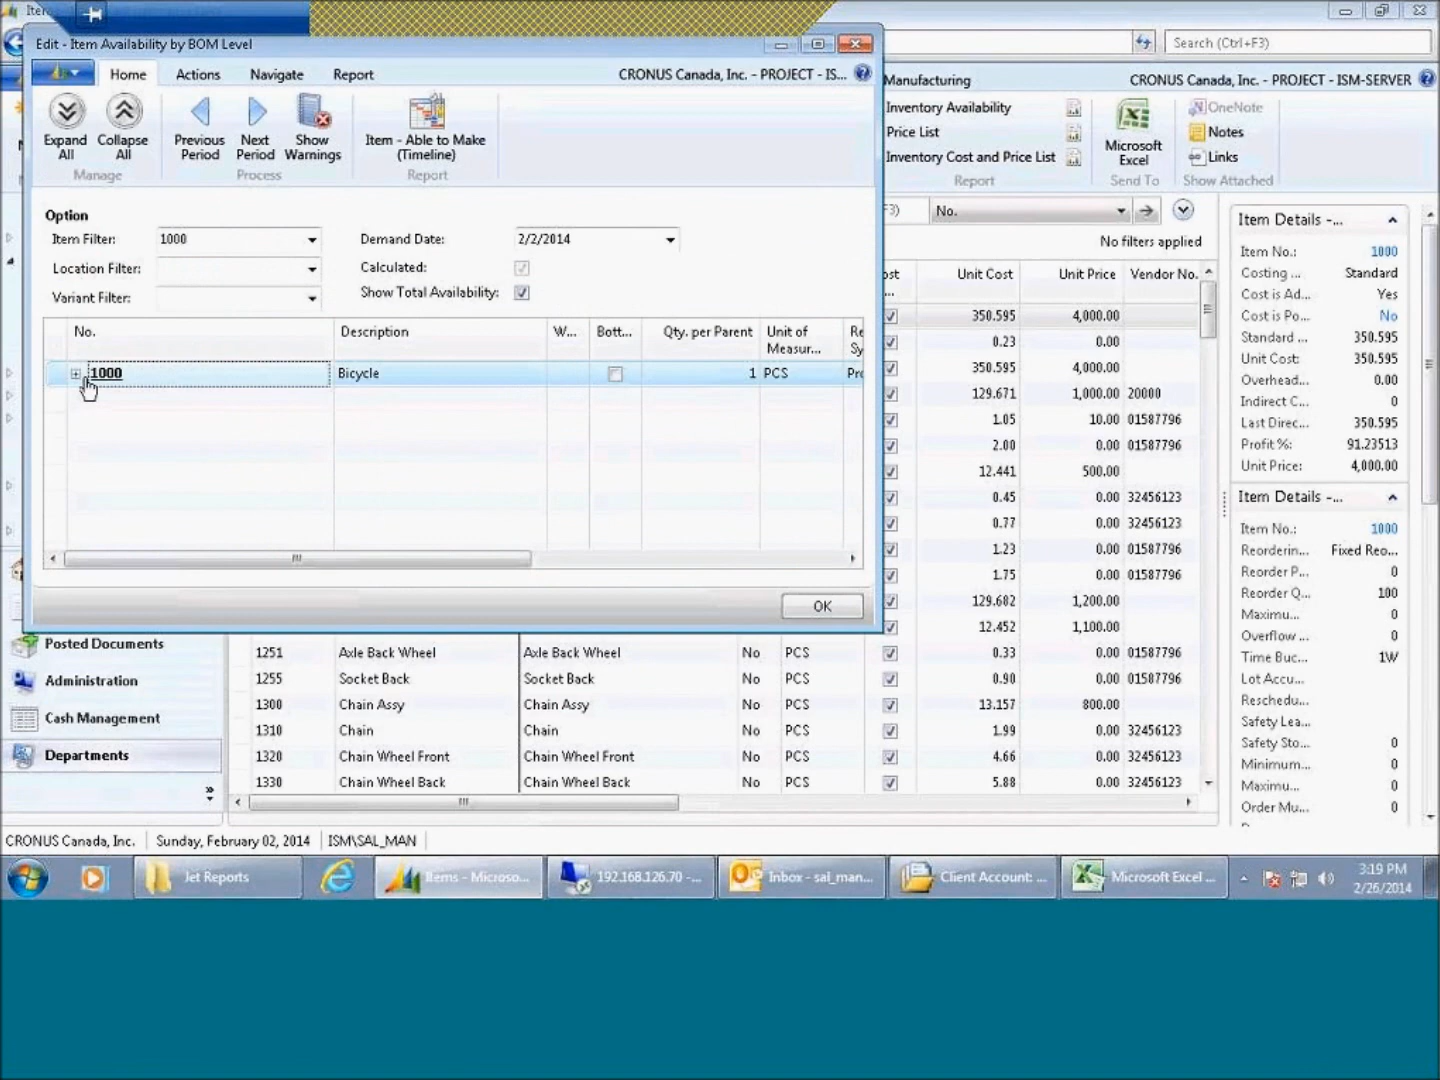 Iter
Edit - Item Availability by BOM Level
Search (Ctrl+F3)
Home Actions Navigate Report
CRONUS Canada, Inc. - PROJECT - IS...
Manufacturing
CRONUS Canada, Inc. - PROJECT - ISM-SERVER
Expand All
Collapse All
Previous Period
Next Period
Show Warnings
Item - Able to Make (Timeline)
Manage
Process
Report
Inventory Availability
Price List
Inventory Cost and Price List
Report
Microsoft Excel
Send To
OneNote
Notes
Links
Show Attached
Option
Item Filter: 1000
Location Filter:
Variant Filter:
Demand Date: 2/2/2014
Calculated:
Show Total Availability:
No. Description W... Bott... Qty. per Parent Unit of Measur... Re Sy
1000 Bicycle 1 PCS Pro
OK
F3) No.
No filters applied
ost ... Unit Cost Unit Price Vendor No.
350.595 4,000.00
0.23 0.00
350.595 4,000.00
129.671 1,000.00 20000
1.05 10.00 01587796
2.00 0.00 01587796
12.441 500.00
0.45 0.00 32456123
0.77 0.00 32456123
1.23 0.00 01587796
1.75 0.00 01587796
129.682 1,200.00
12.452 1,100.00
1251 Axle Back Wheel Axle Back Wheel No PCS 0.33 0.00 01587796
1255 Socket Back Socket Back No PCS 0.90 0.00 01587796
1300 Chain Assy Chain Assy No PCS 13.157 800.00
1310 Chain Chain No PCS 1.99 0.00 32456123
1320 Chain Wheel Front Chain Wheel Front No PCS 4.66 0.00 32456123
1330 Chain Wheel Back Chain Wheel Back No PCS 5.88 0.00 32456123
Item Details -...
Item No.: 1000
Costing ... Standard
Cost is Ad... Yes
Cost is Po... No
Standard ... 350.595
Unit Cost: 350.595
Overhead... 0.00
Indirect C... 0
Last Direc... 350.595
Profit %: 91.23513
Unit Price: 4,000.00
Item Details -...
Item No.: 1000
Reorderin... Fixed Reo...
Reorder P... 0
Reorder Q... 100
Maximu... 0
Overflow ... 0
Time Buc... 1W
Lot Accu...
Reschedu...
Safety Lea...
Safety Sto... 0
Minimum... 0
Maximu... 0
Order Mu... 0
Posted Documents
Administration
Cash Management
Departments
CRONUS Canada, Inc. Sunday, February 02, 2014 ISM\SAL_MAN
Jet Reports
Items - Microso...
192.168.126.70 -...
Inbox - sal_man...
Client Account: ...
Microsoft Excel ...
3:19 PM
2/26/2014